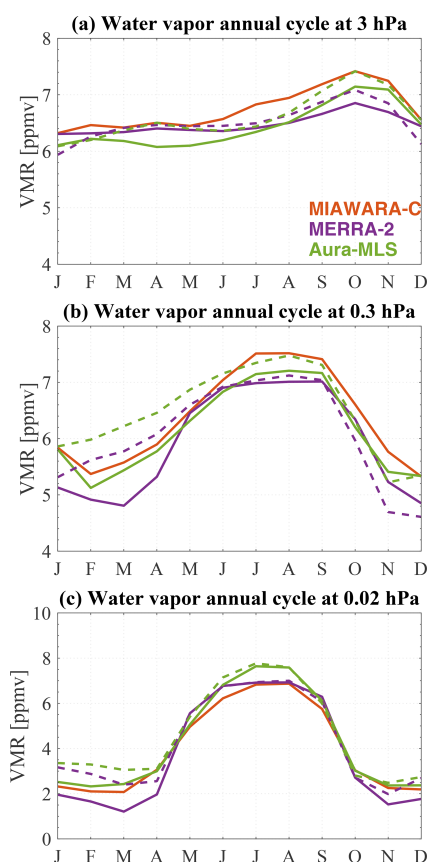 (a) Water vapor annual cycle at 3 hPa
8
7
6
5
4
VMR [ppmv]
MIAWARA-C
MERRA-2
Aura-MLS
J F M A M J J A S O N D
(b) Water vapor annual cycle at 0.3 hPa
8
7
6
5
4
VMR [ppmv]
J F M A M J J A S O N D
(c) Water vapor annual cycle at 0.02 hPa
10
8
6
4
2
0
VMR [ppmv]
J F M A M J J A S O N D